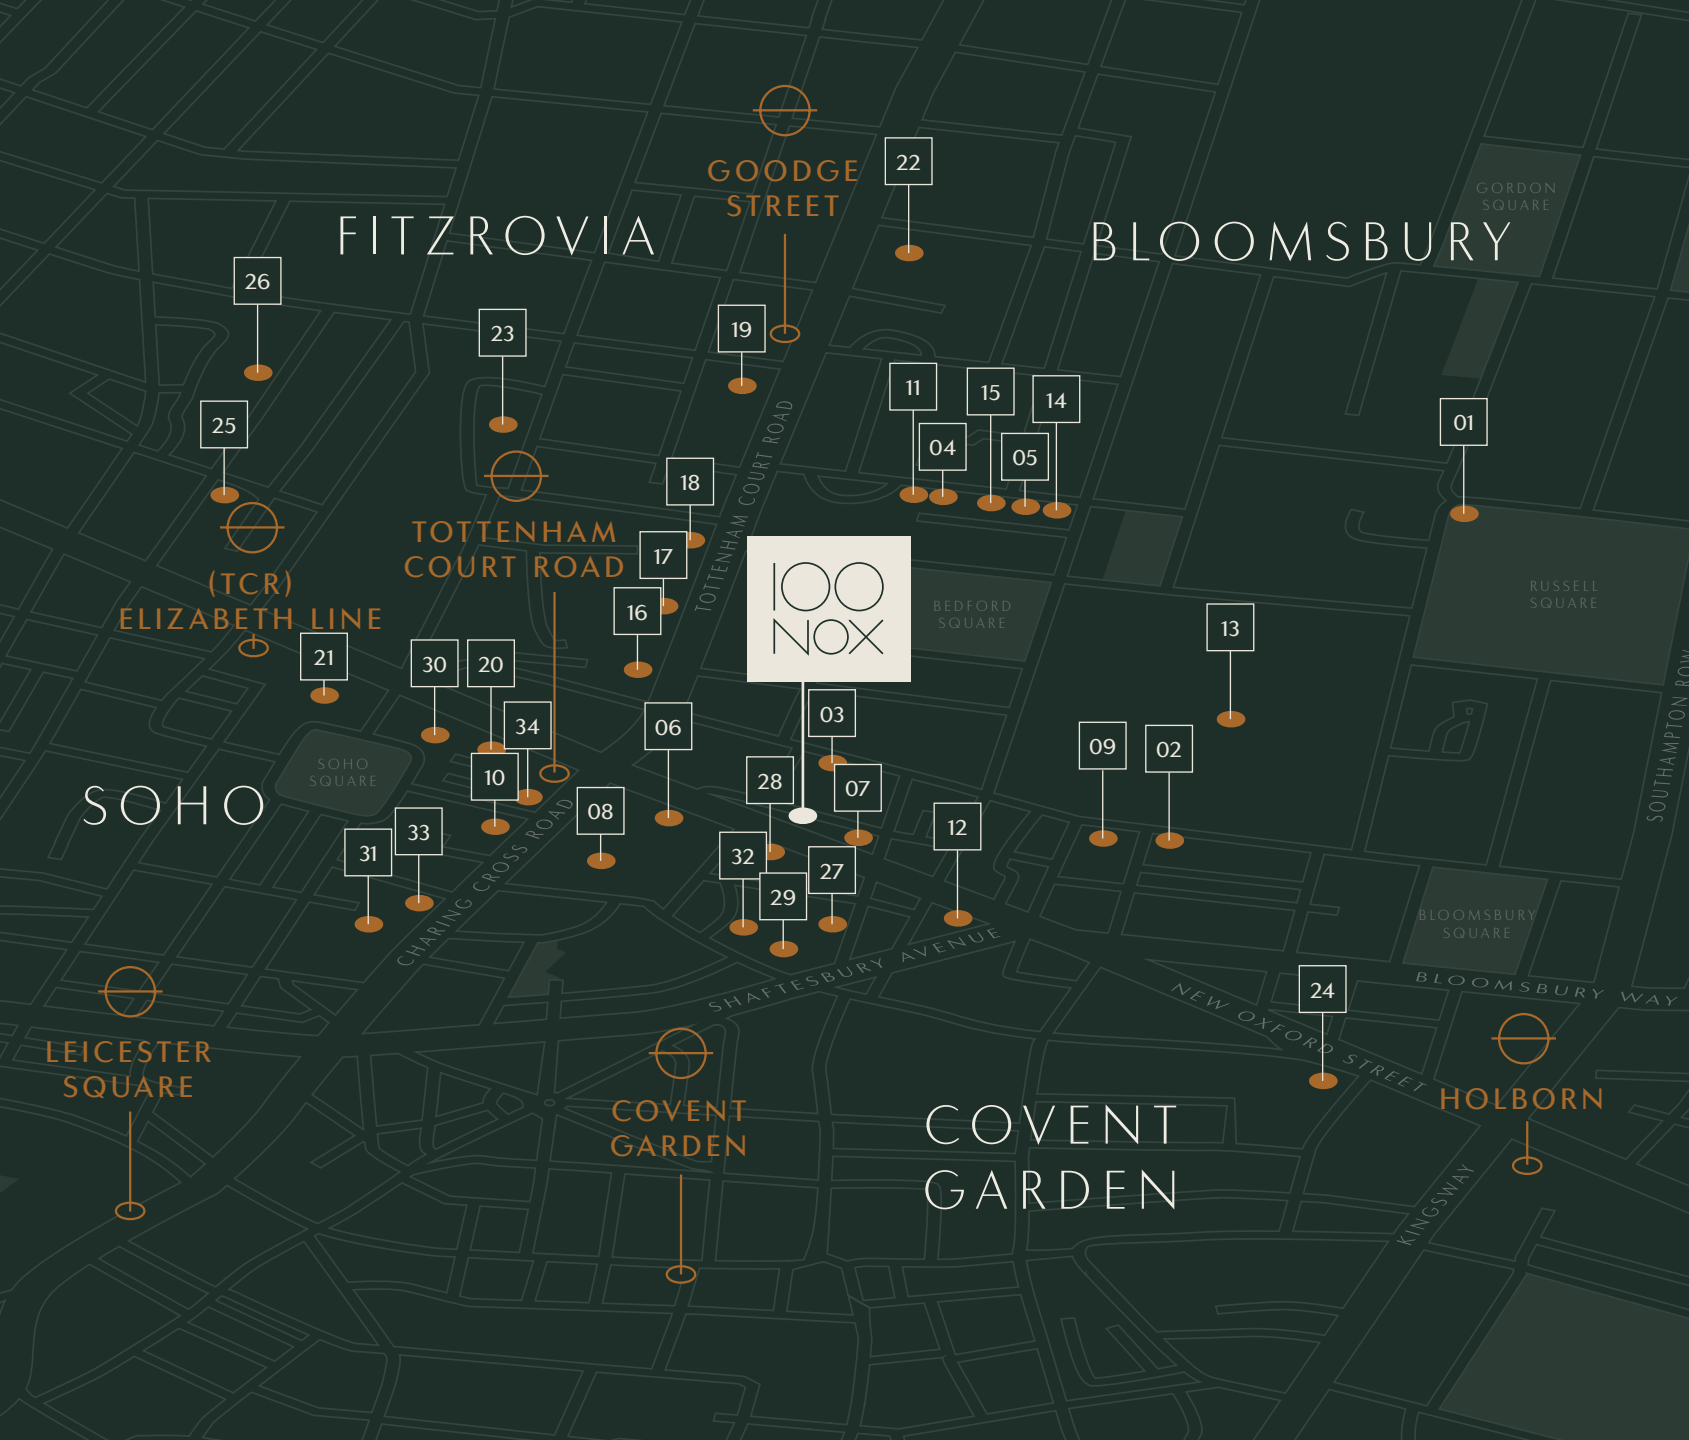 GOODGE
STREET
22
GORDON
SQUARE
FITZROVIA
BLOOMSBURY
26
23
19
11
15
14
04
05
01
25
18
TOTTENHAM COURT ROAD
TOTTENHAM
COURT ROAD
17
16
100
NOX
BEDFORD
SQUARE
RUSSELL
SQUARE
(TCR)
ELIZABETH LINE
13
21
30
20
34
06
03
09
02
SOUTHAMPTON ROW
SOHO
SQUARE
SOHO
10
28
07
08
12
33
31
32
27
29
CHARING CROSS ROAD
SHAFTESBURY AVENUE
BLOOMSBURY
SQUARE
BLOOMSBURY WAY
NEW OXFORD STREET
24
LEICESTER
SQUARE
COVENT
GARDEN
COVENT
GARDEN
HOLBORN
KINGSWAY